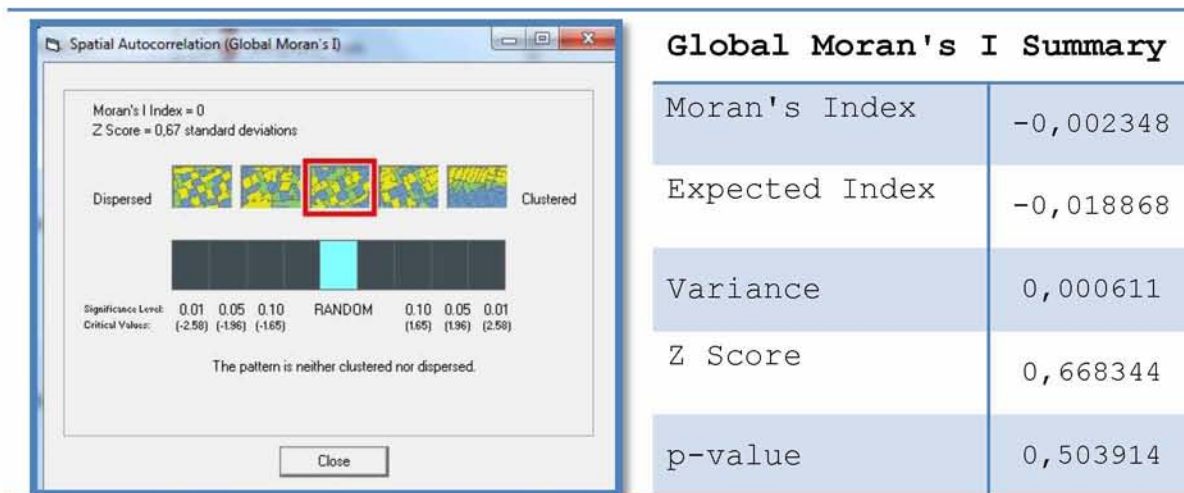 Spatial Autocorrelation (Global Moran's I)
Moran's I Index = 0
Z Score = 0,67 standard deviations
Dispersed
Clustered
Significance Level: 0.01 0.05 0.10 RANDOM 0.10 0.05 0.01
Critical Values: (-2.58) (-1.96) (-1.65) (1.65) (1.96) (2.58)
The pattern is neither clustered nor dispersed.
Close
Global Moran's I Summary
Moran's Index -0,002348
Expected Index -0,018868
Variance 0,000611
Z Score 0,668344
p-value 0,503914